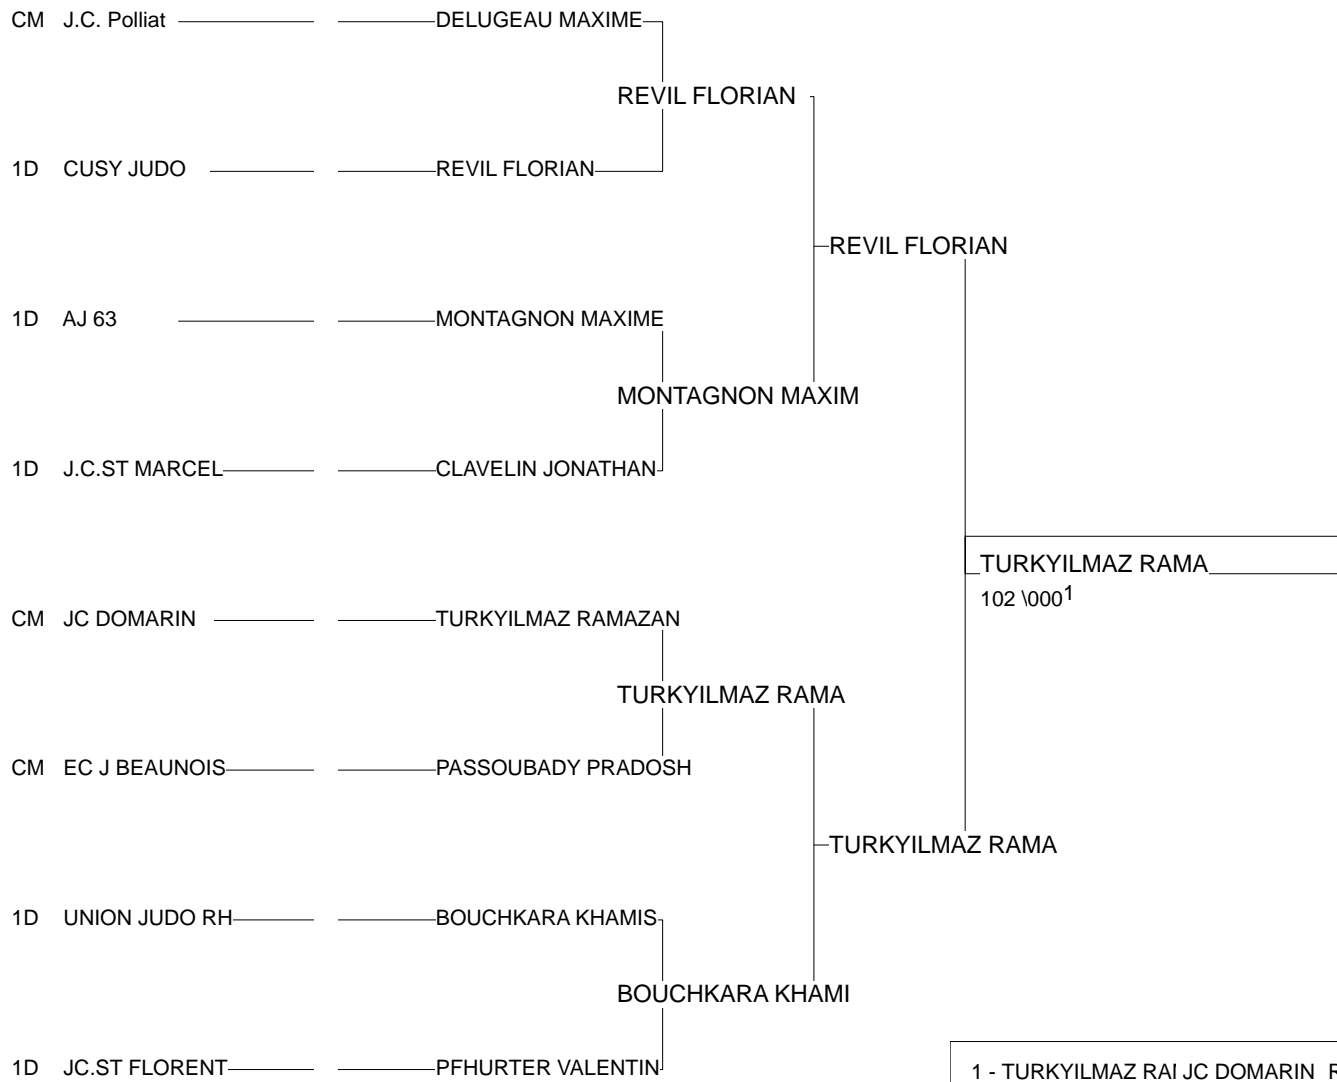 CM J.C. Polliat DELUGEAU MAXIME
REVIL FLORIAN
1D CUSY JUDO REVIL FLORIAN
REVIL FLORIAN
1D AJ 63 MONTAGNON MAXIME
MONTAGNON MAXIM
1D J.C.ST MARCEL CLAVELIN JONATHAN
TURKYILMAZ RAMA
102 \000 1
CM JC DOMARIN TURKYILMAZ RAMAZAN
TURKYILMAZ RAMA
CM EC J BEAUNOIS PASSOUBADY PRADOSH
TURKYILMAZ RAMA
1D UNION JUDO RH BOUCHKARA KHAMIS
BOUCHKARA KHAMI
1D JC.ST FLORENT PFHURTER VALENTIN
1 - TURKYILMAZ RAI JC DOMARIN